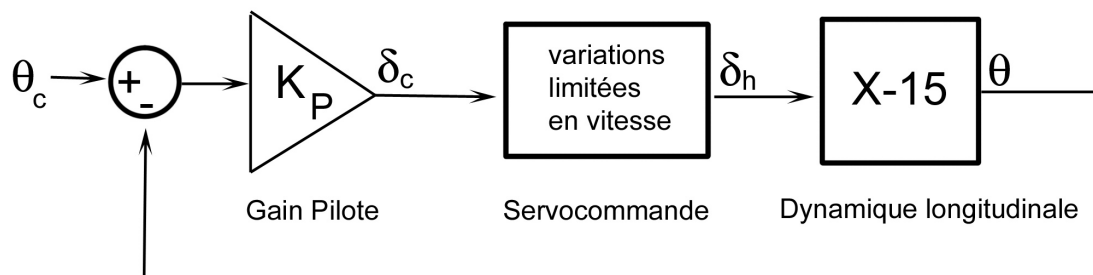 θc
+
-
KP
δc
variations
limitées
en vitesse
δh
X-15
θ
Gain Pilote
Servocommande
Dynamique longitudinale